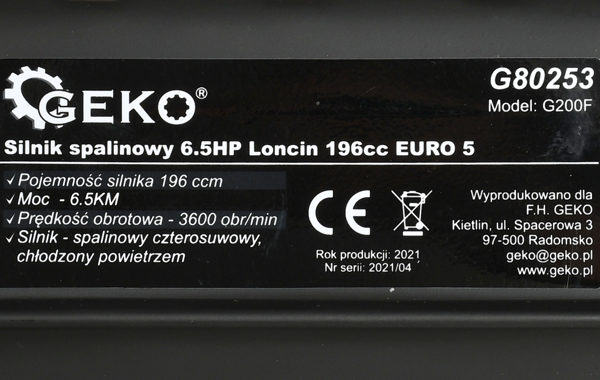 GEKO®
G80253
Model: G200F
Silnik spalinowy 6.5HP Loncin 196cc EURO 5
✓ Pojemność silnika 196 ccm
✓ Moc - 6.5KM
✓ Prędkość obrotowa - 3600 obr/min
✓ Silnik - spalinowy czterosuwowy,
chłodzony powietrzem
CE
Rok produkcji: 2021
Nr serii: 2021/04
Wyprodukowano dla
F.H. GEKO
Kietlin, ul. Spacerowa 3
97-500 Radomsko
geko@geko.pl
www.geko.pl